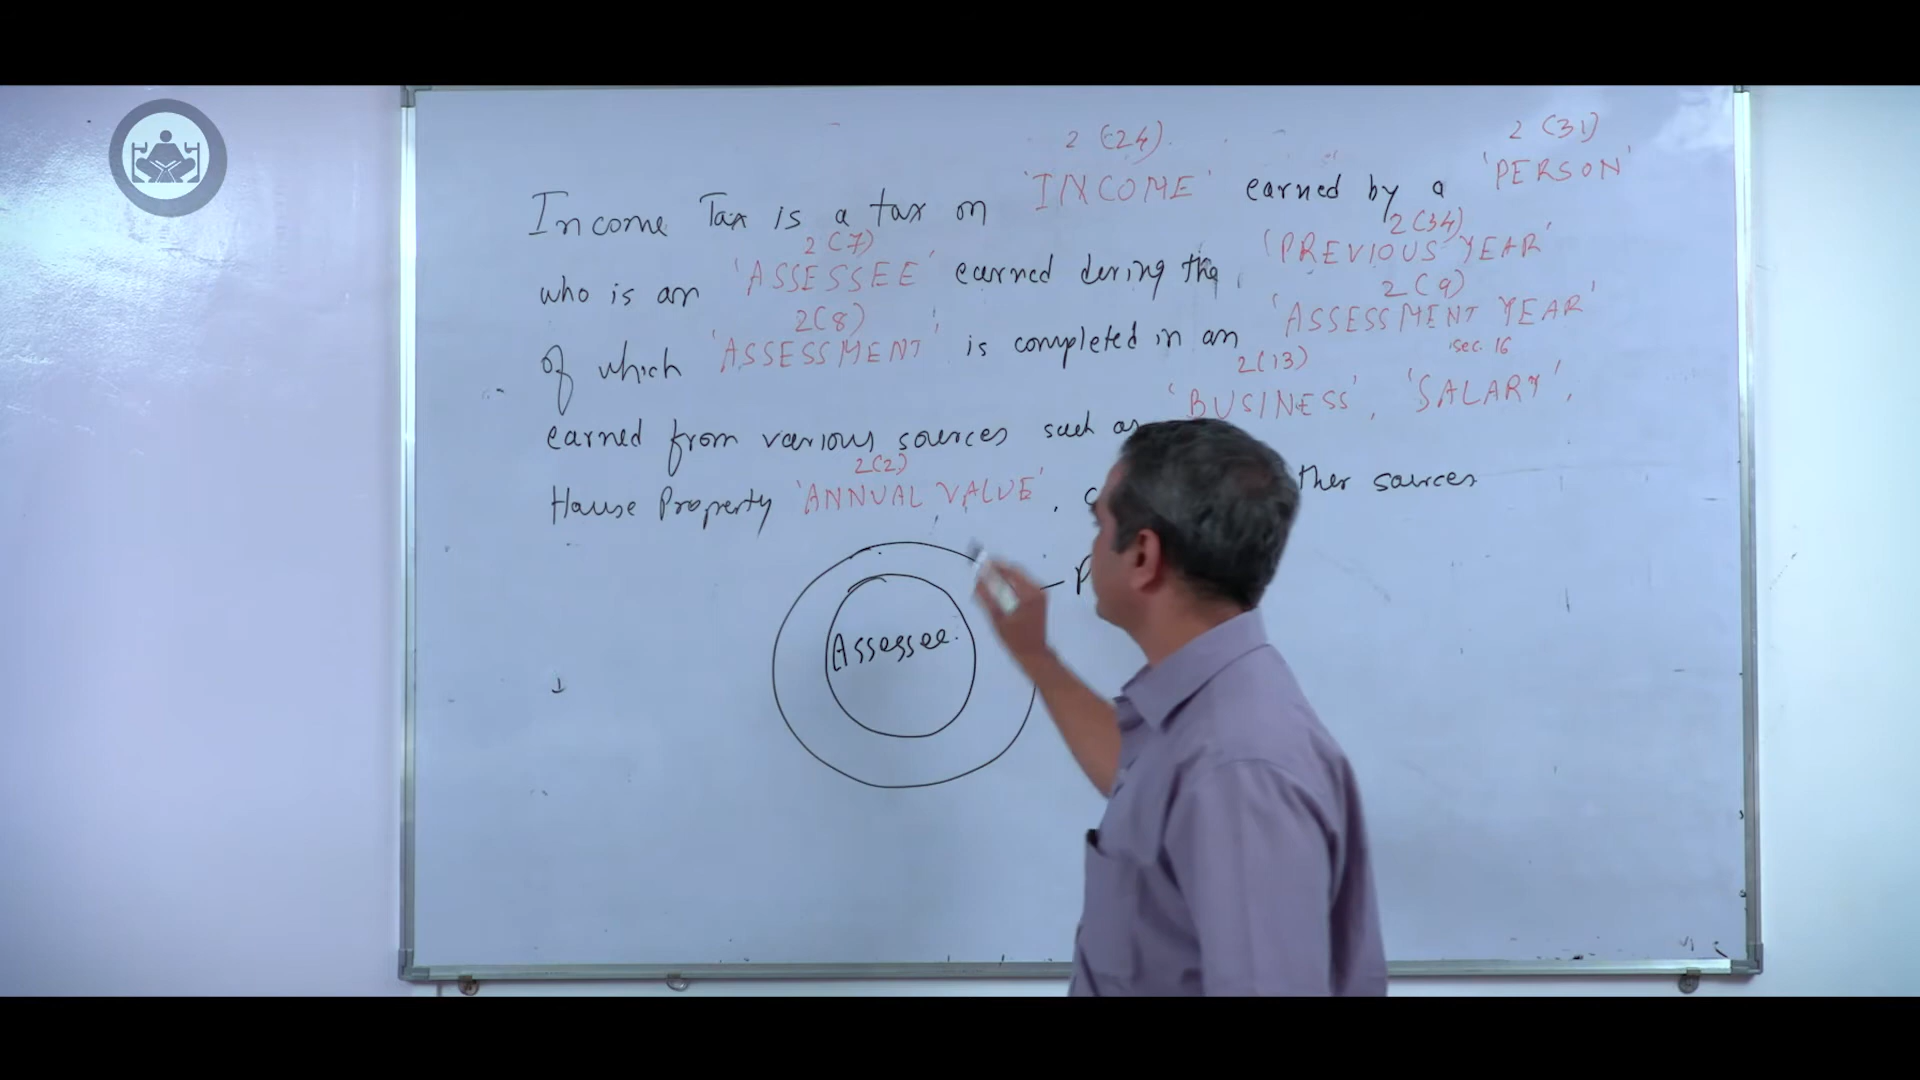 2 (24) 2 (31)
Income Tax is a tax on 'INCOME' earned by a 'PERSON'
2 (7) 2 (34)
who is an 'ASSESSEE' earned during the 'PREVIOUS YEAR'
2 (8) 2 (9)
of which 'ASSESSMENT' is completed in an 'ASSESSMENT YEAR'
2 (13) sec. 16
earned from various sources such as 'BUSINESS', 'SALARY',
2 (2)
House Property 'ANNUAL VALUE', sources
Assessee.